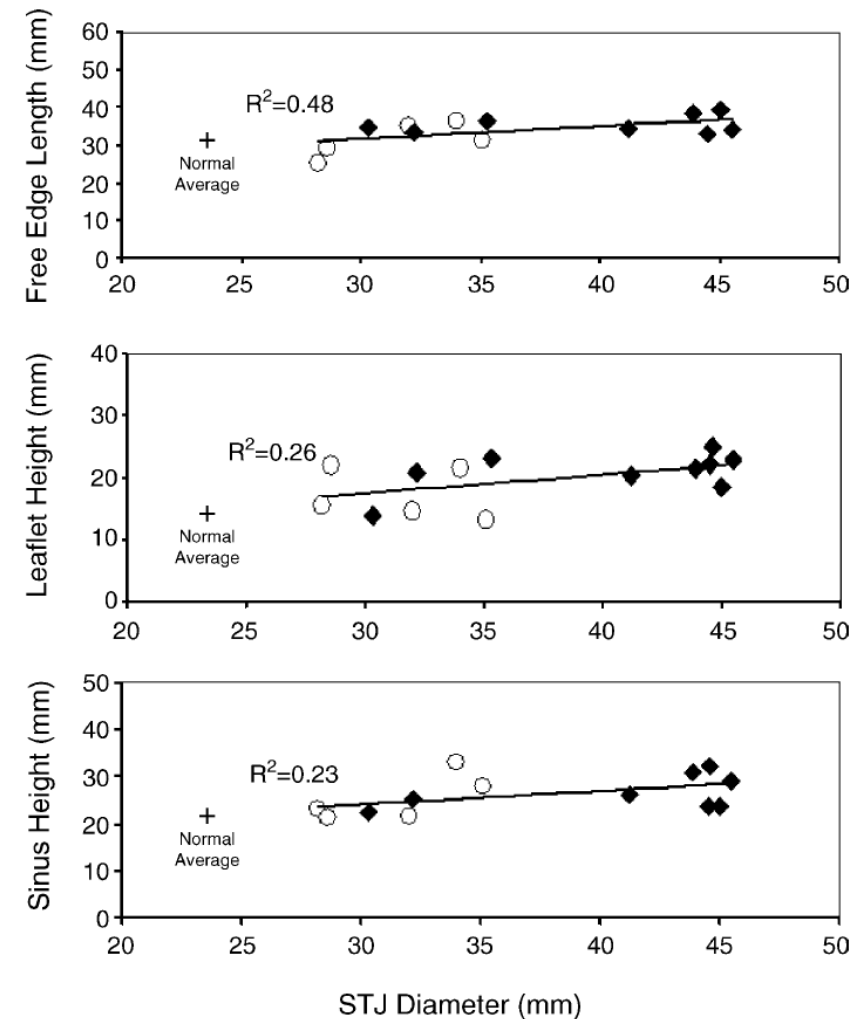 Free Edge Length (mm)
60
50
40
30
20
10
0
R²=0.48
Normal
Average
20 25 30 35 40 45 50
Leaflet Height (mm)
40
30
20
10
0
R²=0.26
Normal
Average
20 25 30 35 40 45 50
Sinus Height (mm)
50
40
30
20
10
0
R²=0.23
Normal
Average
20 25 30 35 40 45 50
STJ Diameter (mm)